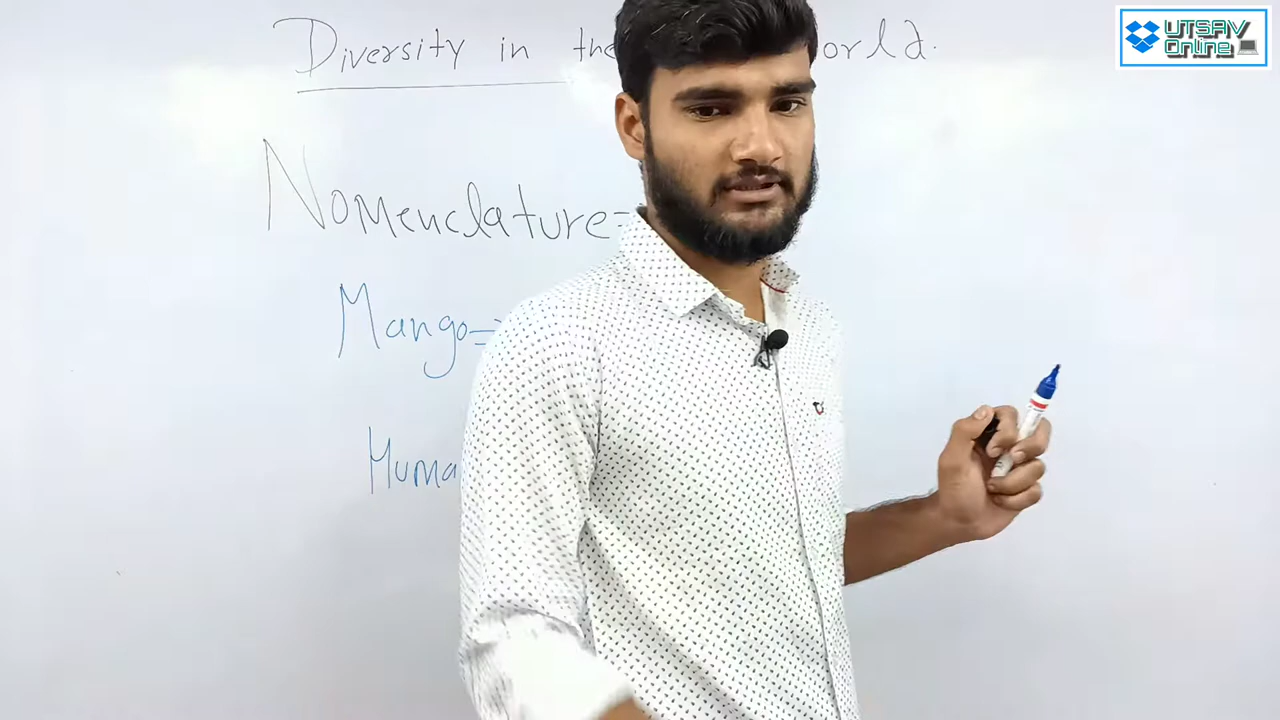 Diversity in the orld.
UTSAV
Online
Nomenclature=
Mango=
Huma